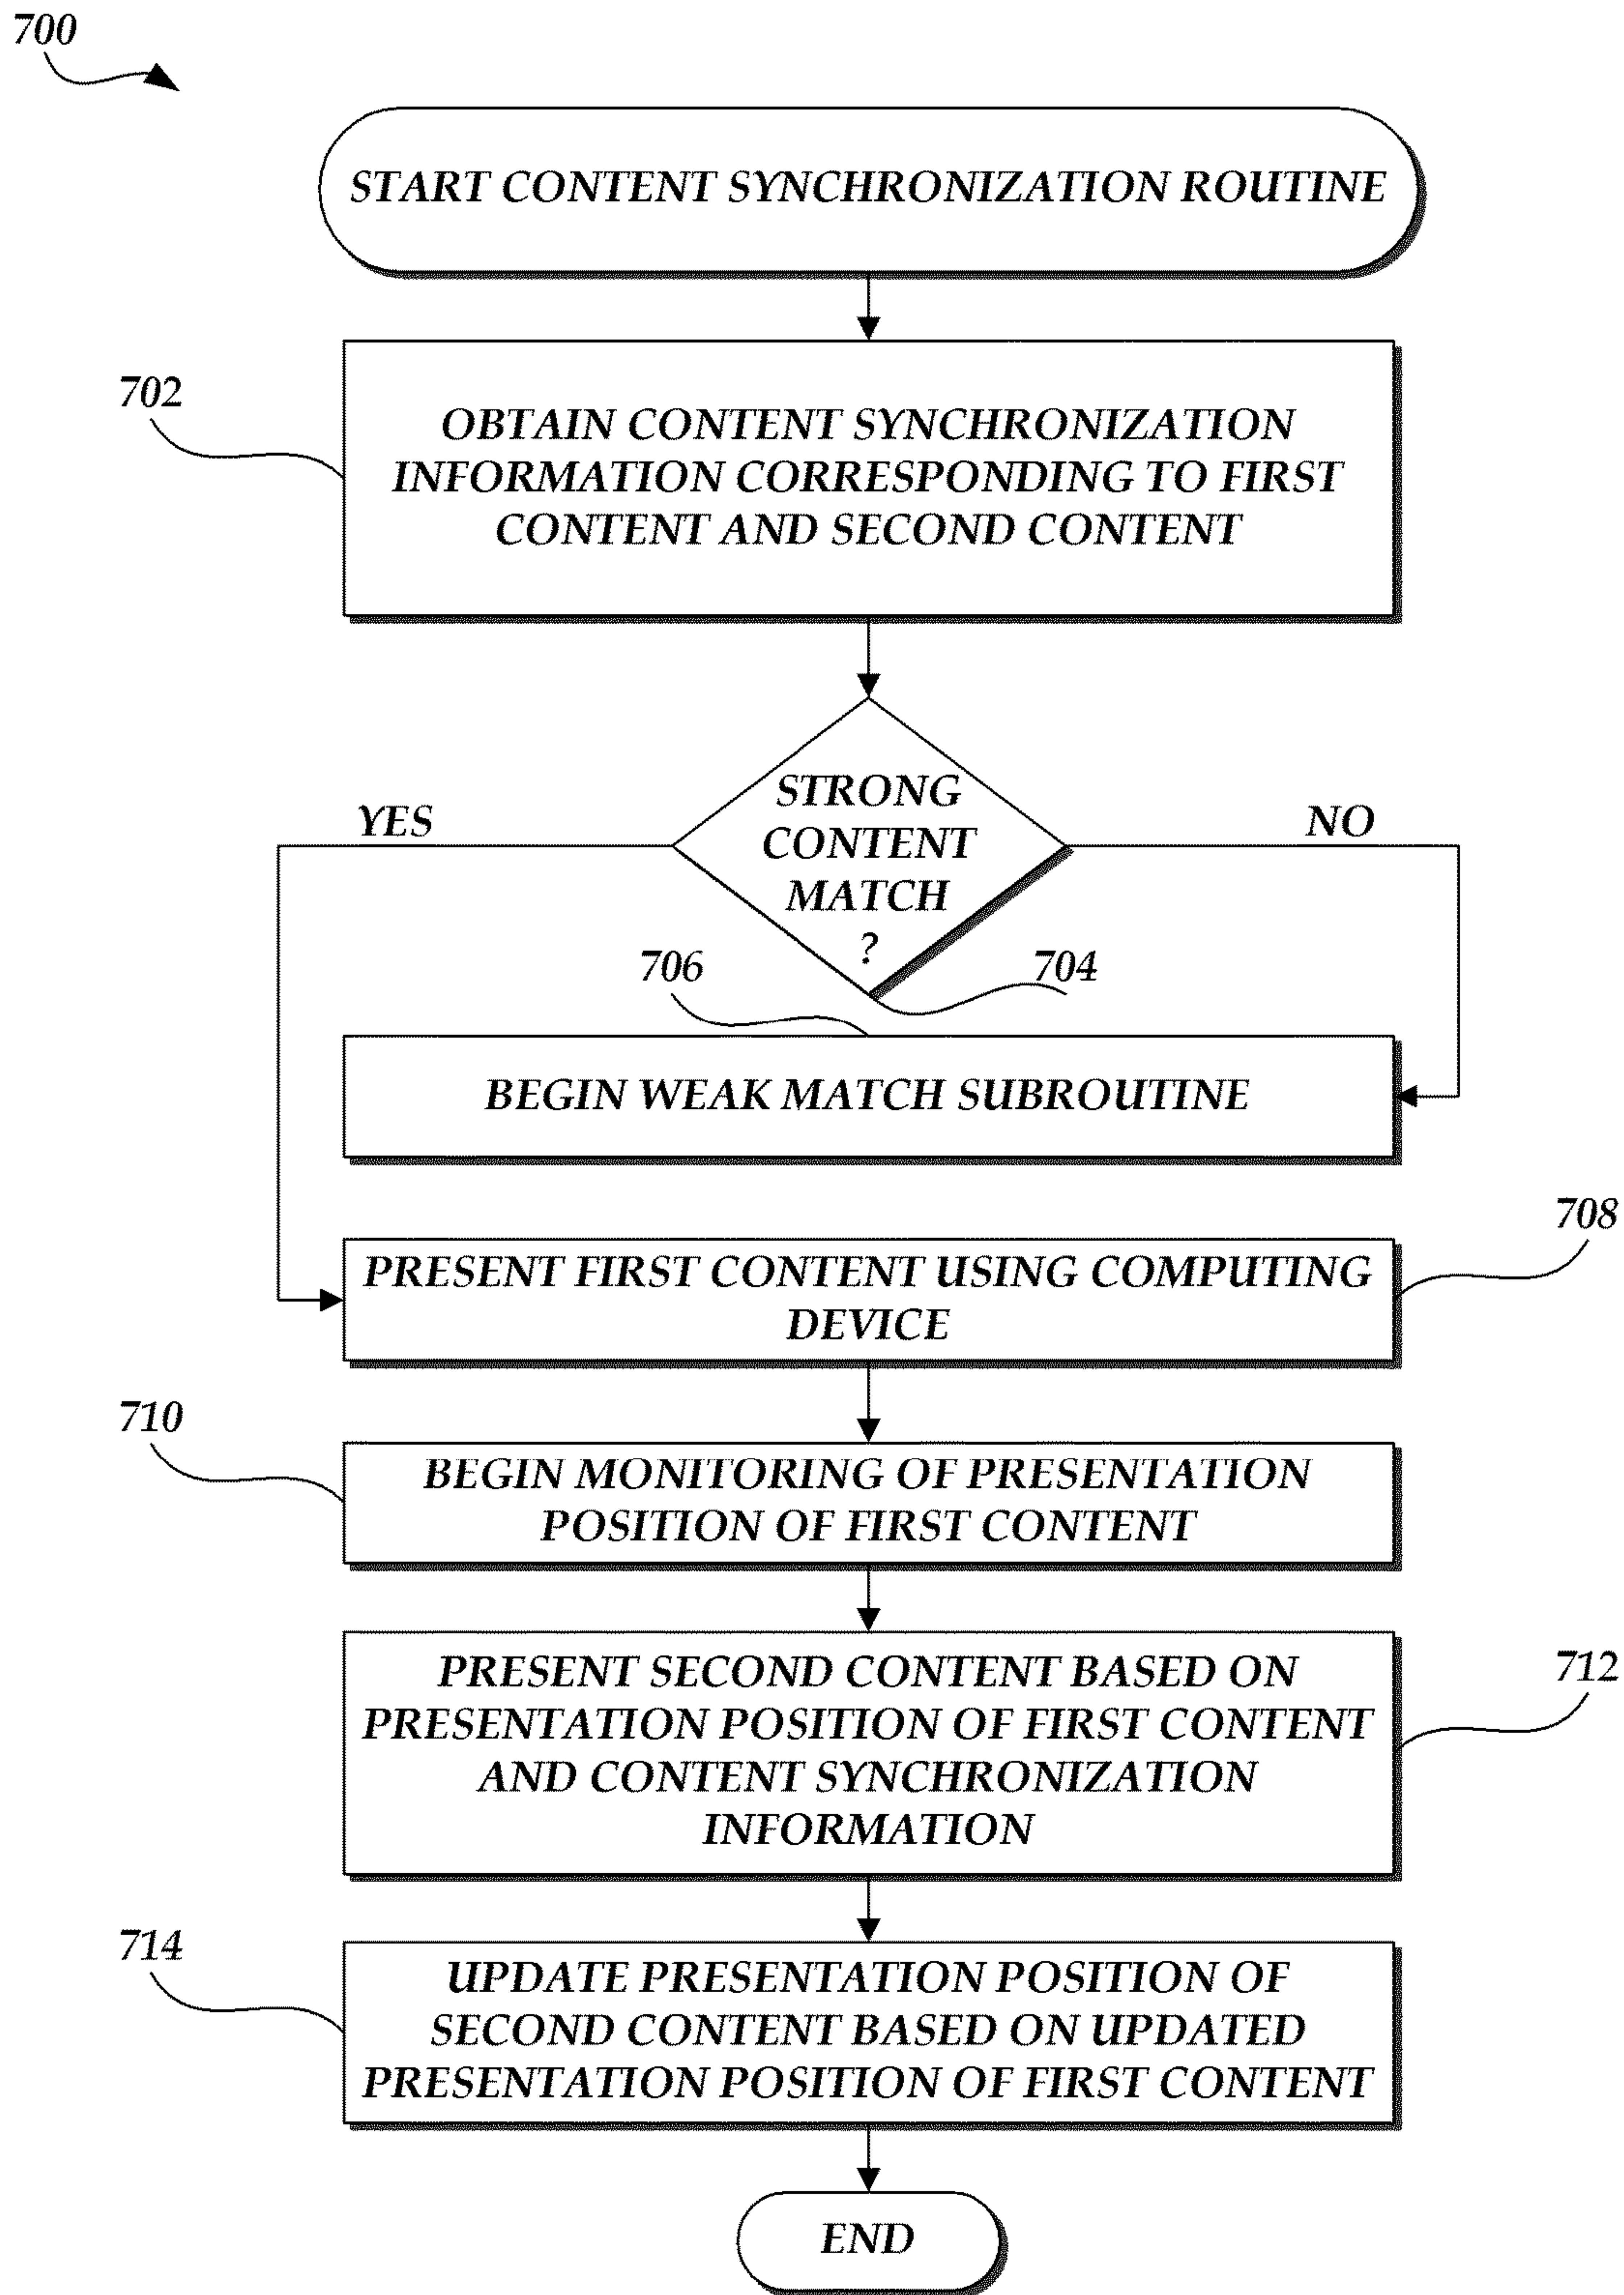 700
START CONTENT SYNCHRONIZATION ROUTINE
702
OBTAIN CONTENT SYNCHRONIZATION
INFORMATION CORRESPONDING TO FIRST
CONTENT AND SECOND CONTENT
STRONG
CONTENT
MATCH
?
YES
NO
706
704
BEGIN WEAK MATCH SUBROUTINE
708
PRESENT FIRST CONTENT USING COMPUTING
DEVICE
710
BEGIN MONITORING OF PRESENTATION
POSITION OF FIRST CONTENT
712
PRESENT SECOND CONTENT BASED ON
PRESENTATION POSITION OF FIRST CONTENT
AND CONTENT SYNCHRONIZATION
INFORMATION
714
UPDATE PRESENTATION POSITION OF
SECOND CONTENT BASED ON UPDATED
PRESENTATION POSITION OF FIRST CONTENT
END